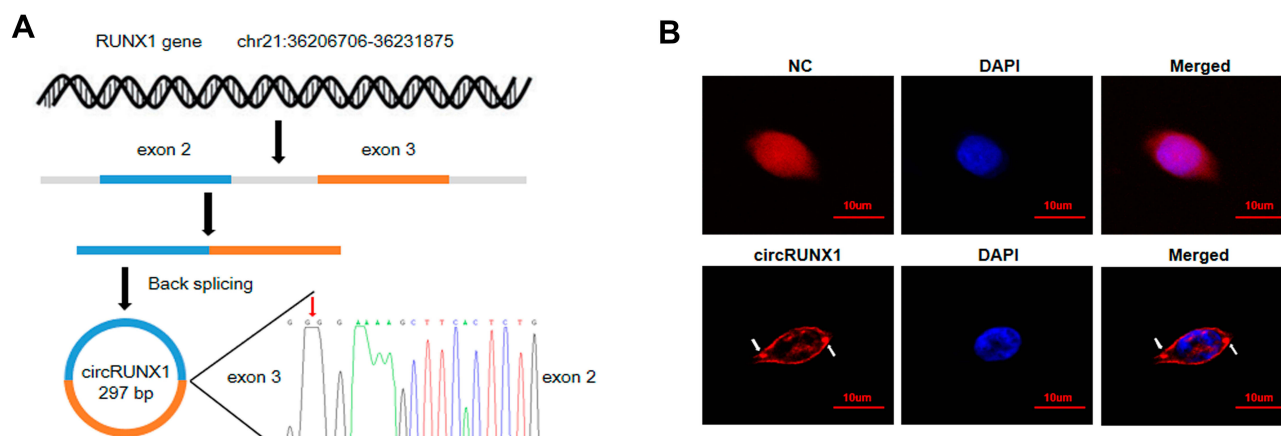 A
RUNX1 gene chr21:36206706-36231875
exon 2 exon 3
Back splicing
circRUNX1
297 bp
G G G G A A A A G C T T C A C T C T G
exon 3 exon 2
B
NC DAPI Merged
10um 10um 10um
circRUNX1 DAPI Merged
10um 10um 10um